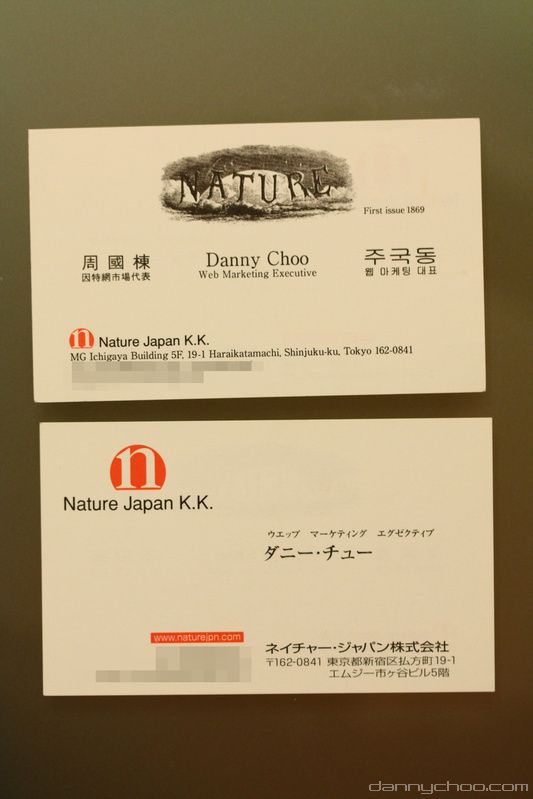 NATURE
First issue 1869
周國棟 Danny Choo 주국동
因特網市場代表 Web Marketing Executive 웹 마케팅 대표
n Nature Japan K.K.
MG Ichigaya Building 5F, 19-1 Haraikatamachi, Shinjuku-ku, Tokyo 162-0841
n
Nature Japan K.K.
ウエッブ マーケティング エグゼクティブ
ダニー・チュー
www.naturejpn.com
ネイチャー・ジャパン株式会社
〒162-0841 東京都新宿区払方町19-1
エムジー市ヶ谷ビル5階
dannychoo.com